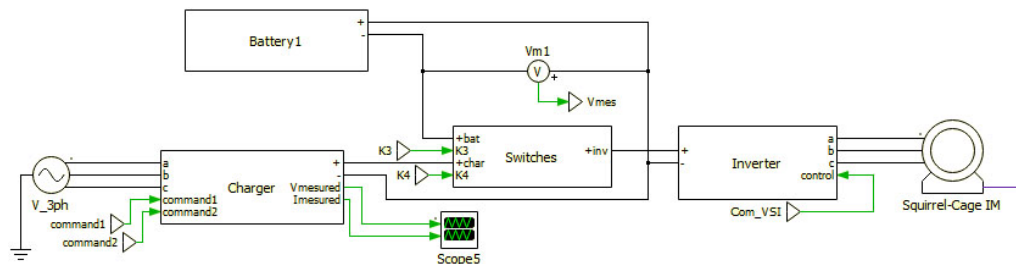 Battery1
+
-
Vm1
V
+
Vmes
+bat
K3
+char
K4
Switches
+inv
K3
K4
a
b
c
command1
command2
Charger
+
-
Vmesured
Imesured
V_3ph
command1
command2
Scope5
+
-
Inverter
a
b
c
control
Com_VSI
Squirrel-Cage IM